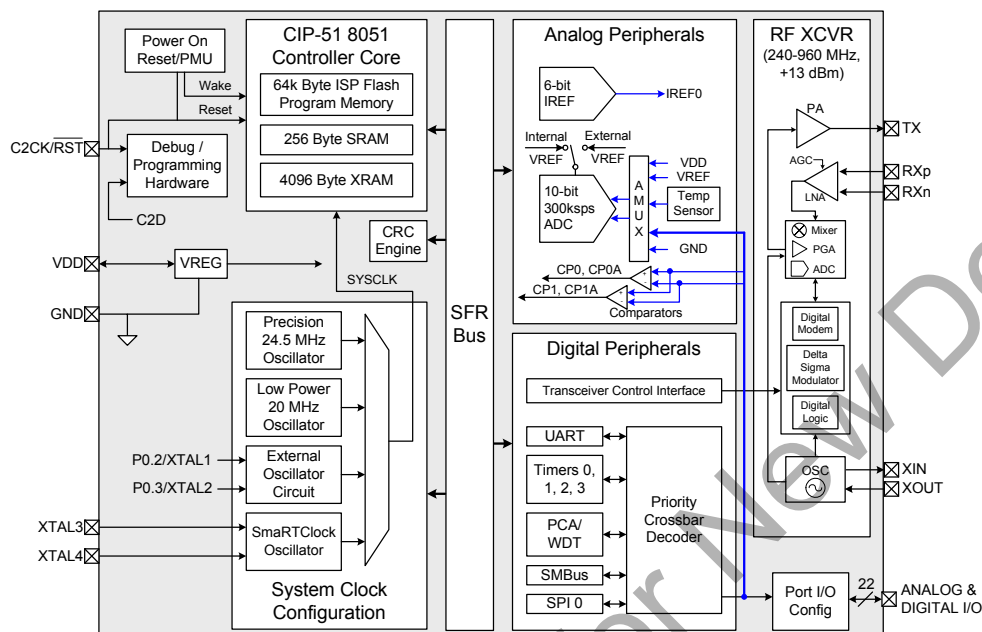 Power On
Reset/PMU
Wake
Reset
C2CK/RST
Debug /
Programming
Hardware
C2D
VDD
VREG
GND
CIP-51 8051
Controller Core
64k Byte ISP Flash
Program Memory
256 Byte SRAM
4096 Byte XRAM
CRC
Engine
SYSCLK
Precision
24.5 MHz
Oscillator
Low Power
20 MHz
Oscillator
P0.2/XTAL1
P0.3/XTAL2
External
Oscillator
Circuit
XTAL3
XTAL4
SmaRTClock
Oscillator
System Clock
Configuration
SFR
Bus
Analog Peripherals
6-bit
IREF
IREF0
Internal
External
VREF
VREF
10-bit
300ksps
ADC
A
M
U
X
VDD
VREF
Temp
Sensor
GND
CP0, CP0A
CP1, CP1A
+
-
+
-
Comparators
Digital Peripherals
Transceiver Control Interface
UART
Timers 0,
1, 2, 3
PCA/
WDT
SMBus
SPI 0
Priority
Crossbar
Decoder
RF XCVR
(240-960 MHz,
+13 dBm)
PA
TX
AGC
LNA
RXp
RXn
Mixer
PGA
ADC
Digital
Modem
Delta
Sigma
Modulator
Digital
Logic
OSC
XIN
XOUT
Port I/O
Config
22
ANALOG &
DIGITAL I/O
or New De